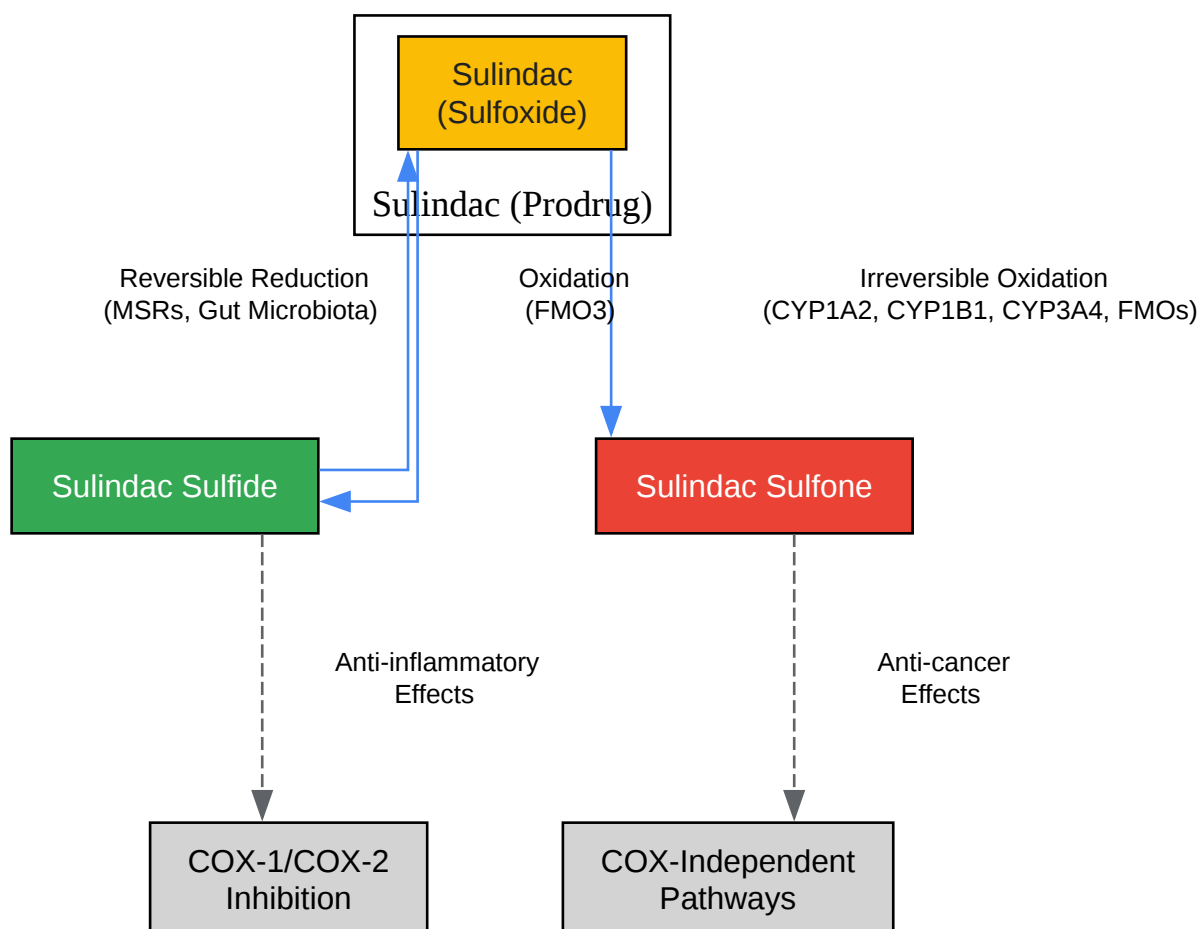 Sulindac
(Sulfoxide)
Sulindac (Prodrug)
Reversible Reduction
(MSRs, Gut Microbiota)
Oxidation
(FMO3)
Irreversible Oxidation
(CYP1A2, CYP1B1, CYP3A4, FMOs)
Sulindac Sulfide
Sulindac Sulfone
Anti-inflammatory
Effects
Anti-cancer
Effects
COX-1/COX-2
Inhibition
COX-Independent
Pathways